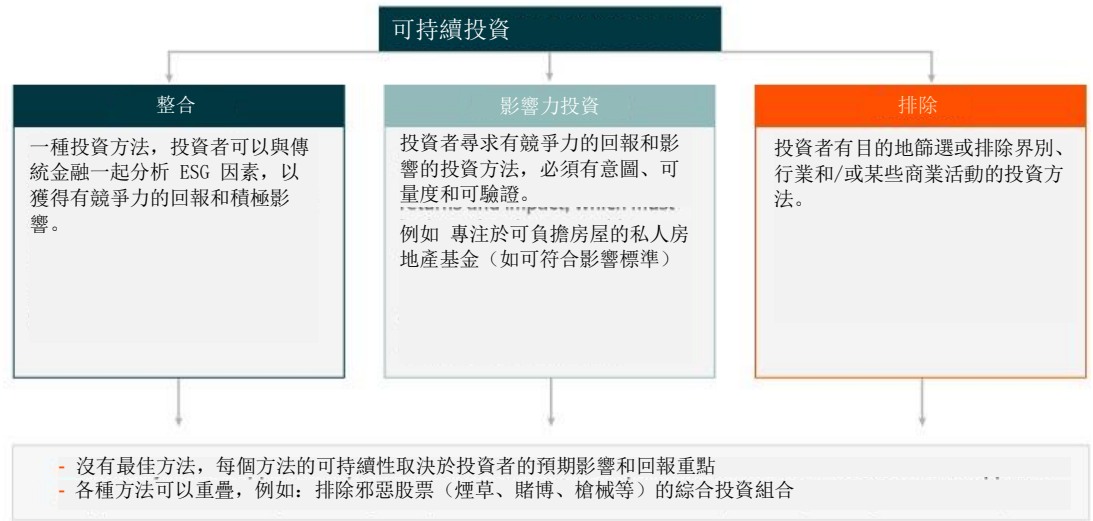 可持續投資
整合
一種投資方法，投資者可以與傳
統金融一起分析 ESG 因素，以
獲得有競爭力的回報和積極影
響。
影響力投資
投資者尋求有競爭力的回報和影
響的投資方法，必須有意圖、可
量度和可驗證。
例如 專注於可負擔房屋的私人房
地產基金（如可符合影響標準）
排除
投資者有目的地篩選或排除界別、
行業和/或某些商業活動的投資方
法。
- 沒有最佳方法，每個方法的可持續性取決於投資者的預期影響和回報重點
- 各種方法可以重疊，例如：排除邪惡股票（煙草、賭博、槍械等）的綜合投資組合